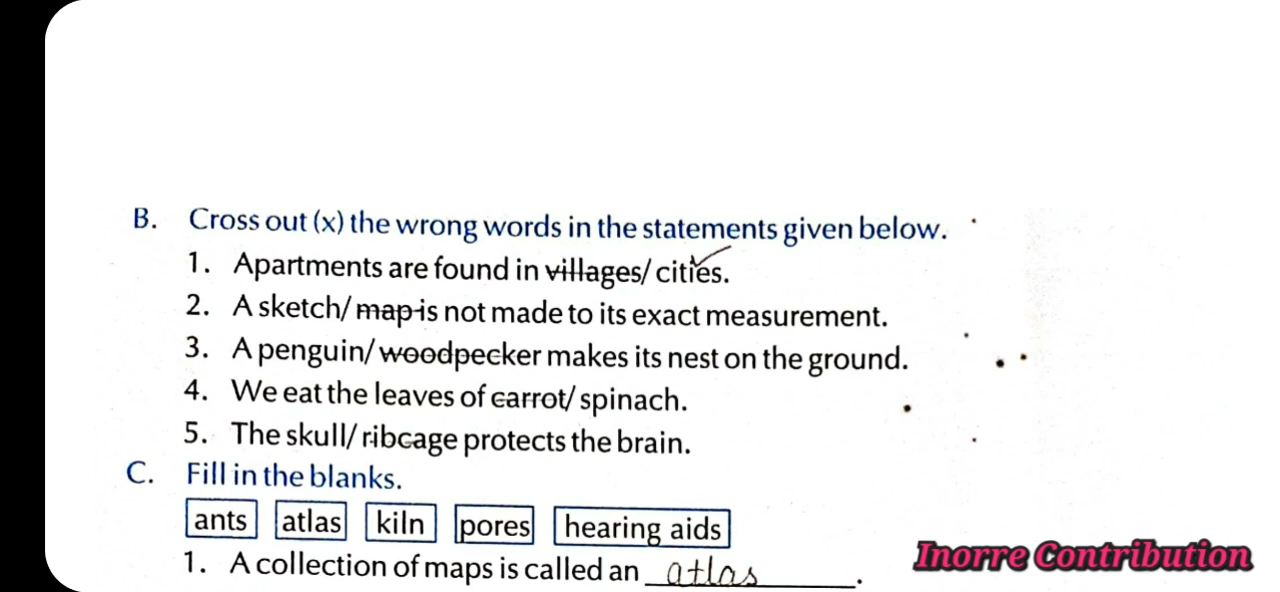 B. Cross out (x) the wrong words in the statements given below.
1. Apartments are found in villages/ cities.
2. A sketch/ map is not made to its exact measurement.
3. A penguin/ woodpecker makes its nest on the ground.
4. We eat the leaves of carrot/ spinach.
5. The skull/ ribcage protects the brain.
C. Fill in the blanks.
ants atlas kiln pores hearing aids
1. A collection of maps is called an atlas.
Inorre Contribution